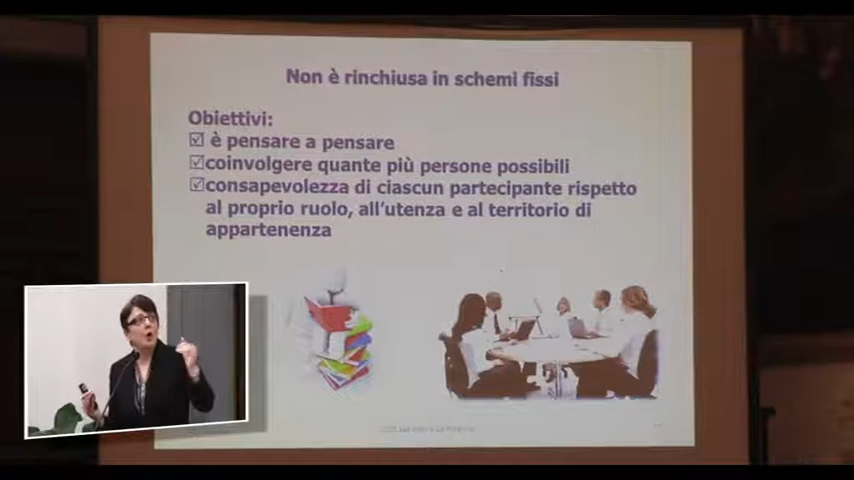 Non è rinchiusa in schemi fissi
Obiettivi:
☑ è pensare a pensare
☑coinvolgere quante più persone possibili
☑consapevolezza di ciascun partecipante rispetto
al proprio ruolo, all'utenza e al territorio di
appartenenza